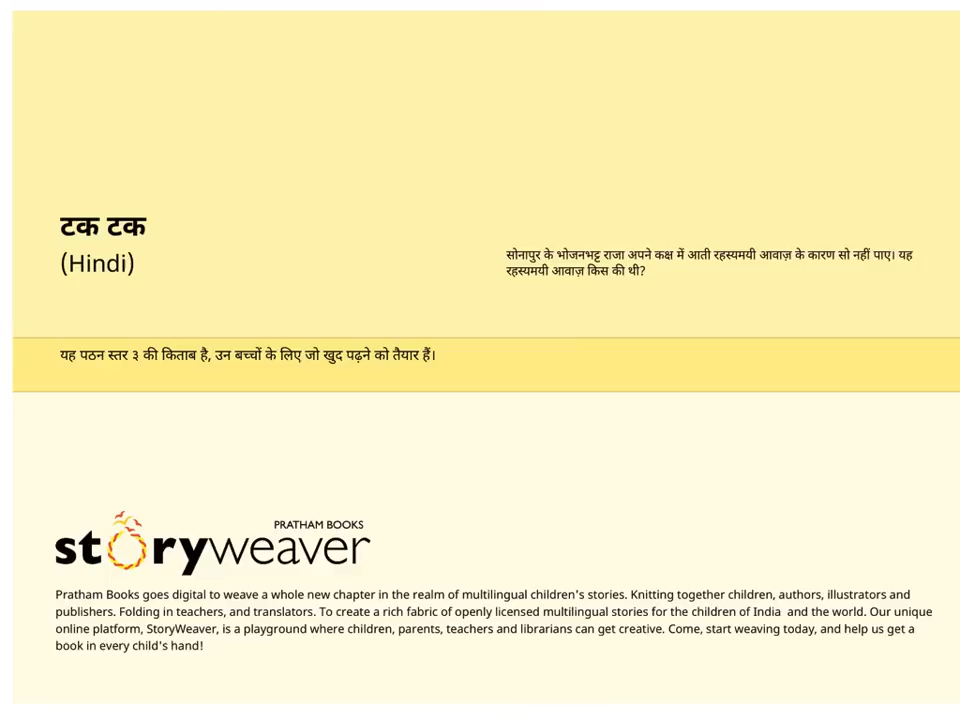 टक टक
(Hindi)
सोनापुर के भोजनभट्ट राजा अपने कक्ष में आती रहस्यमयी आवाज़ के कारण सो नहीं पाए। यह
रहस्यमयी आवाज़ किस की थी?
यह पठन स्तर ३ की किताब है, उन बच्चों के लिए जो खुद पढ़ने को तैयार हैं।
PRATHAM BOOKS
storyweaver
Pratham Books goes digital to weave a whole new chapter in the realm of multilingual children's stories. Knitting together children, authors, illustrators and
publishers. Folding in teachers, and translators. To create a rich fabric of openly licensed multilingual stories for the children of India and the world. Our unique
online platform, StoryWeaver, is a playground where children, parents, teachers and librarians can get creative. Come, start weaving today, and help us get a
book in every child's hand!